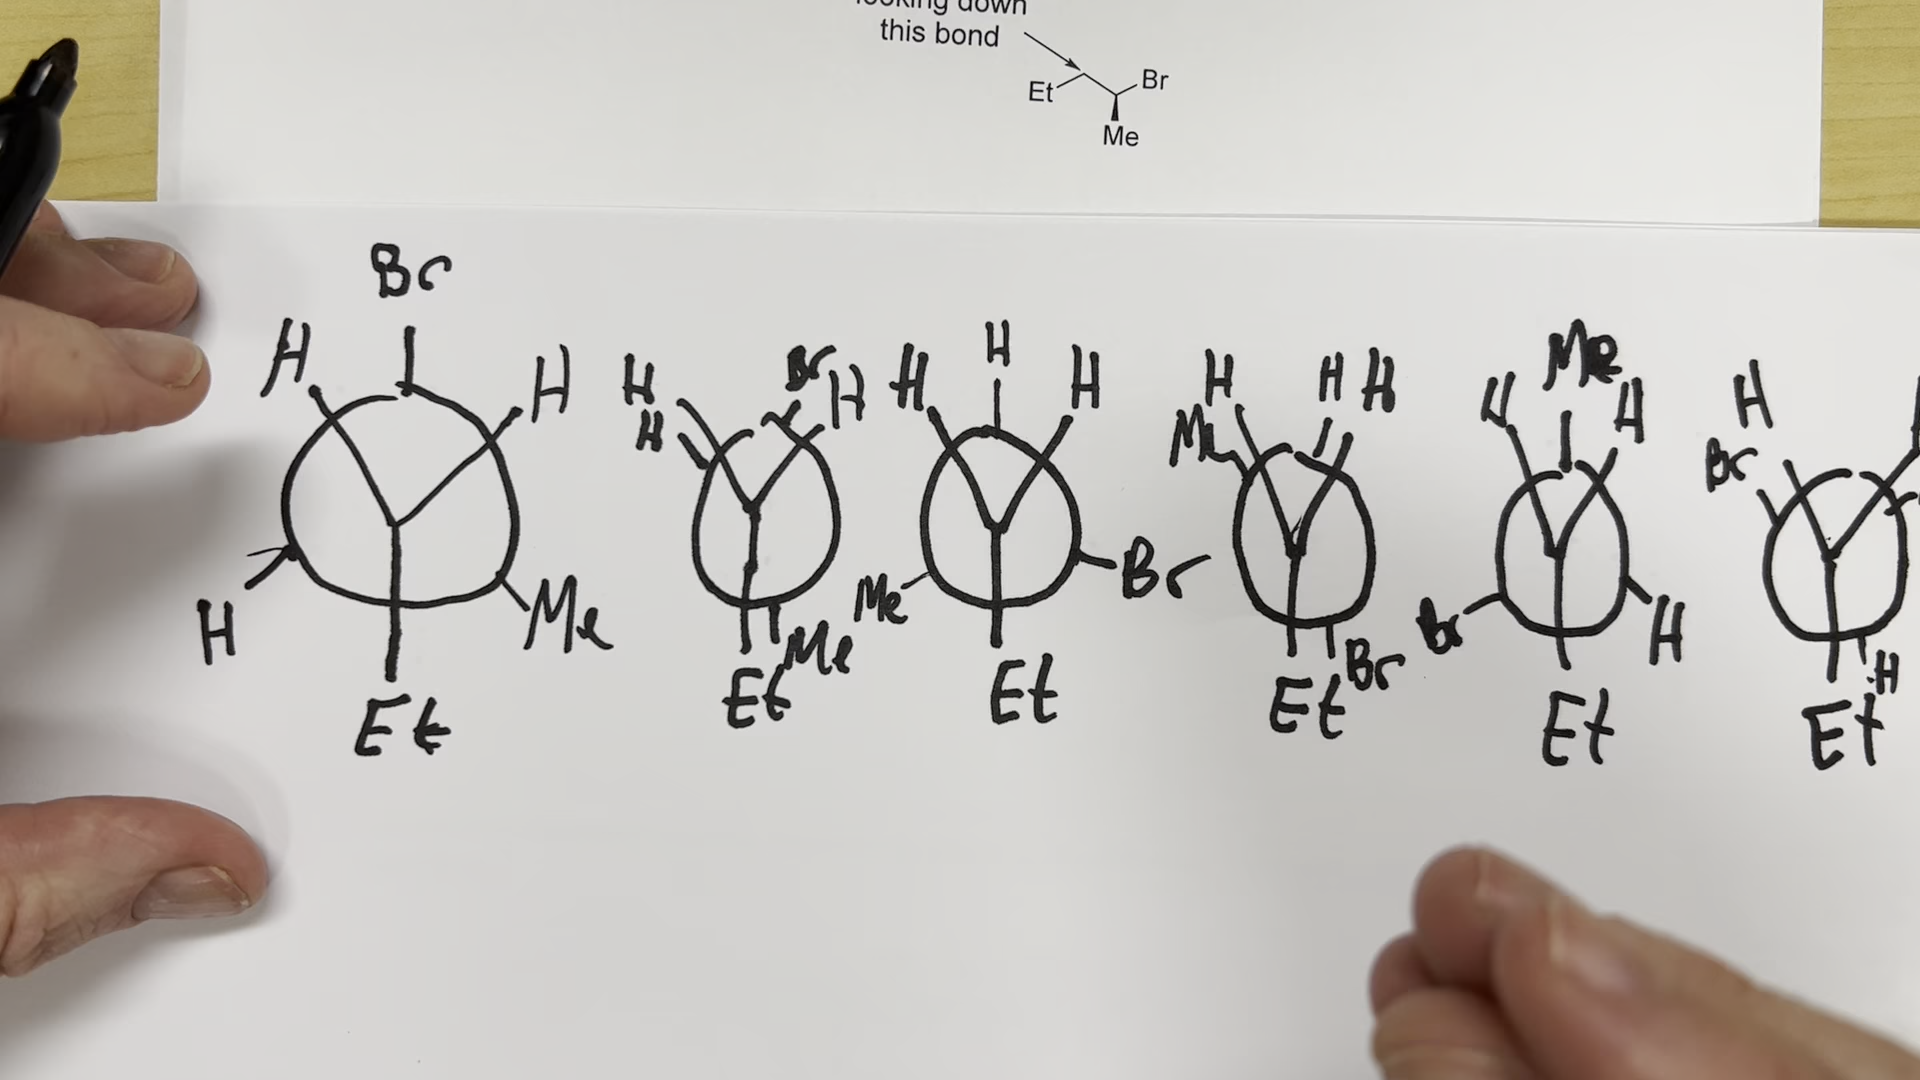 looking down
this bond
Et Br
Me
Br
H H
H Me
Et
H Br H
H
Me
Et
H H H
Me Br
Et
H H H
Me
Br
Et
Me
H H
Br H
Et
H
Br
H
Et